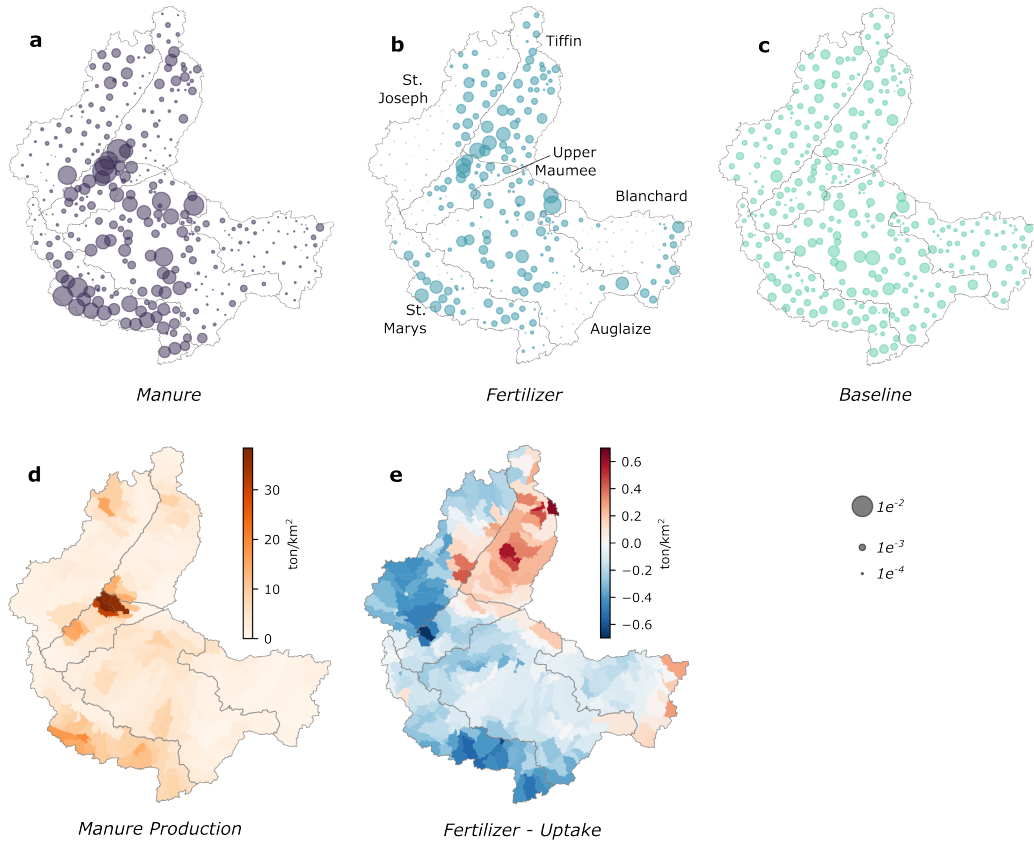 a
b
c
Tiffin
St.
Joseph
Upper
Maumee
Blanchard
St.
Marys
Auglaize
Manure
Fertilizer
Baseline
d
30
20
10
0
ton/km²
e
0.6
0.4
0.2
0.0
−0.2
−0.4
−0.6
ton/km²
1e⁻²
1e⁻³
1e⁻⁴
Manure Production
Fertilizer - Uptake